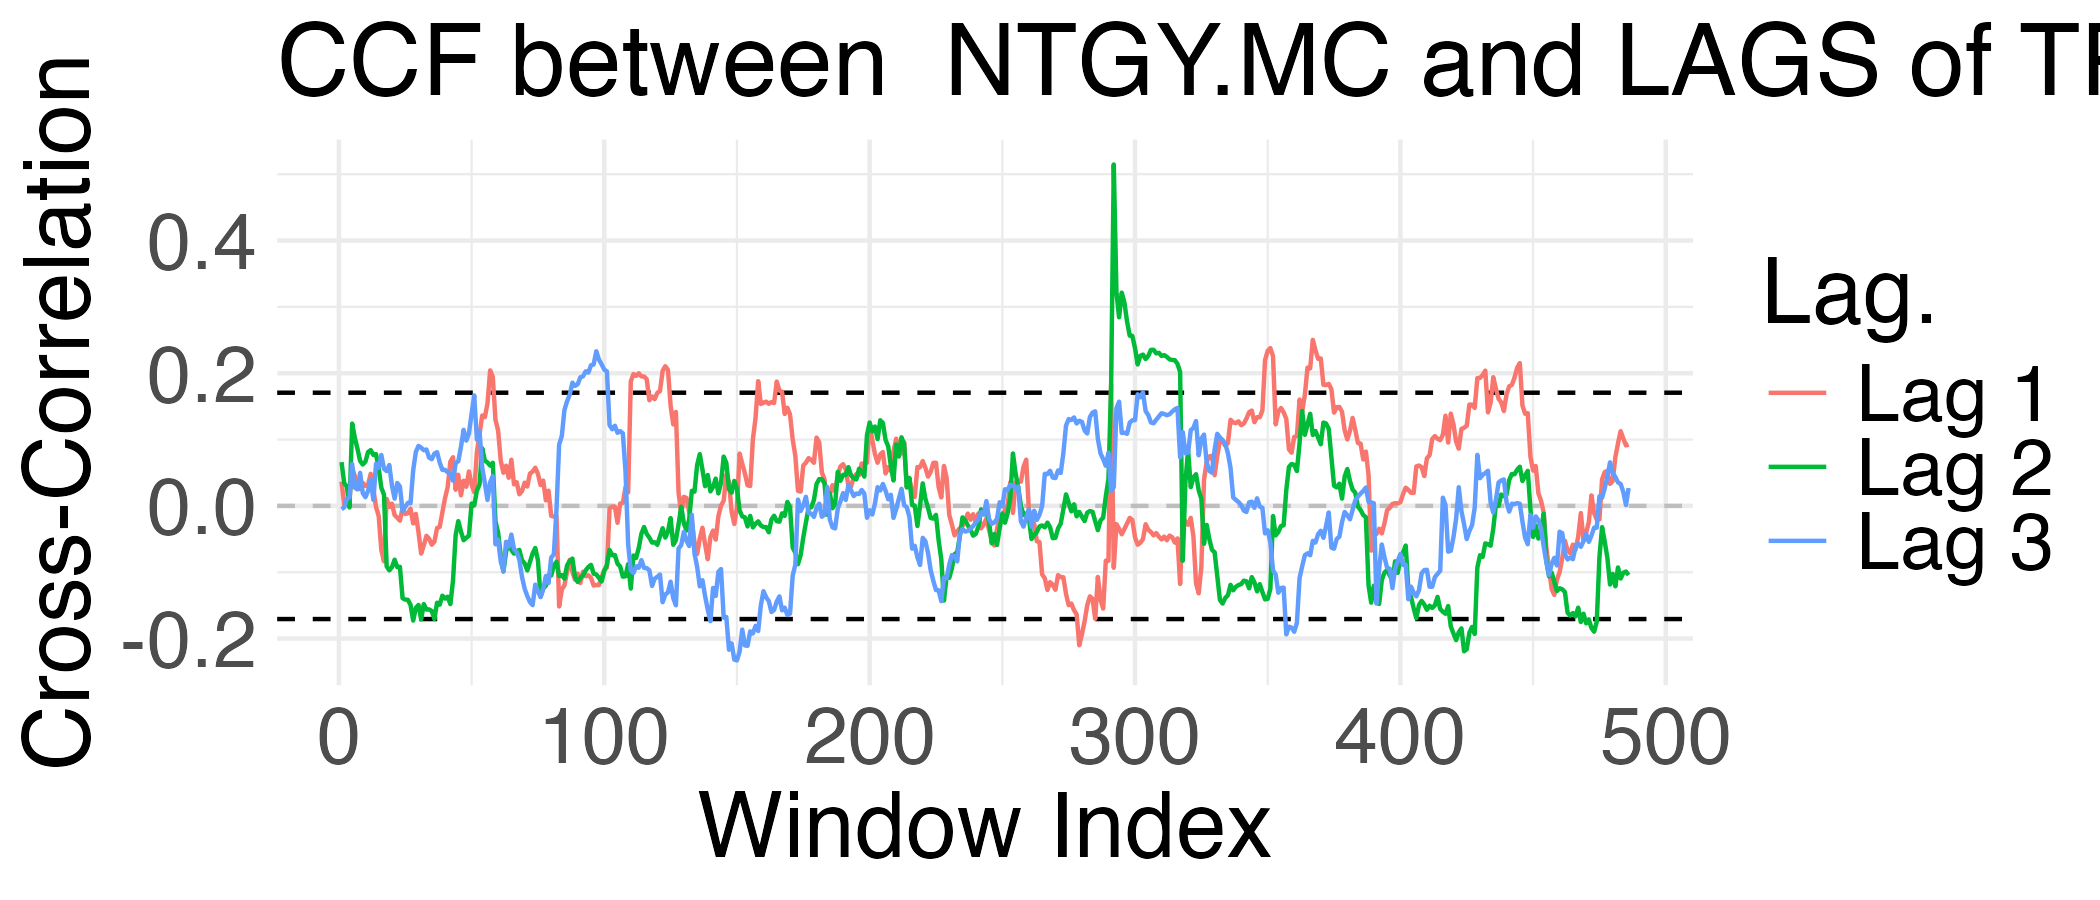 CCF between  NTGY.MC and LAGS of
Cross-Correlation
0.4
0.2
0.0
-0.2
0 100 200 300 400 500
Window Index
Lag.
Lag 1
Lag 2
Lag 3